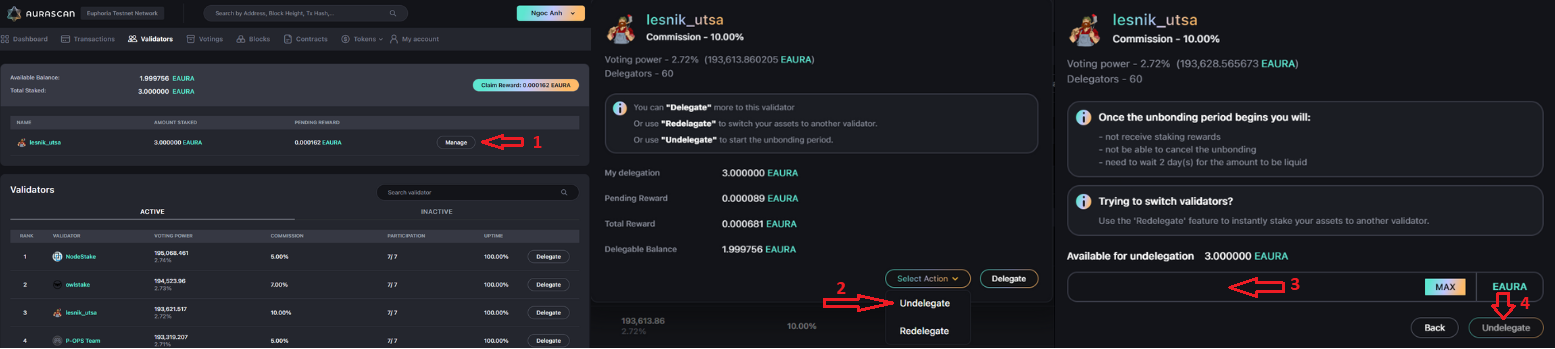 AURASCAN Euphoria Testnet Network Search by Address, Block Height, Tx Hash,... Ngoc Anh
Dashboard Transactions Validators Votings Blocks Contracts Tokens My account
Available Balance: 1.999756 EAURA
Total Staked: 3.000000 EAURA
Claim Reward: 0.000162 EAURA
NAME AMOUNT STAKED PENDING REWARD
lesnik_utsa 3.000000 EAURA 0.000162 EAURA Manage 1
Validators Search validator
ACTIVE INACTIVE
RANK VALIDATOR VOTING POWER COMMISSION PARTICIPATION UPTIME
1 NodeStake 195,068.461 5.00% 7/ 7 100.00% Delegate
2.74%
2 owlstake 194,523.96 7.00% 7/ 7 100.00% Delegate
2.73%
3 lesnik_utsa 193,621.517 10.00% 7/ 7 100.00% Delegate
2.72%
4 P-OPS Team 193,319.207 5.00% 7/ 7 100.00% Delegate
2.71%
lesnik_utsa
Commission - 10.00%
Voting power - 2.72% (193,613.860205 EAURA)
Delegators - 60
You can "Delegate" more to this validator
Or use "Redelagate" to switch your assets to another validator.
Or use "Undelegate" to start the unbonding period.
My delegation 3.000000 EAURA
Pending Reward 0.000089 EAURA
Total Reward 0.000681 EAURA
Delegable Balance 1.999756 EAURA
Select Action Delegate
2 Undelegate
Redelegate
193,613.86 10.00%
2.72%
lesnik_utsa
Commission - 10.00%
Voting power - 2.72% (193,628.565673 EAURA)
Delegators - 60
Once the unbonding period begins you will:
- not receive staking rewards
- not be able to cancel the unbonding
- need to wait 2 day(s) for the amount to be liquid
Trying to switch validators?
Use the 'Redelegate' feature to instantly stake your assets to another validator.
Available for undelegation 3.000000 EAURA
3 MAX EAURA
4
Back Undelegate